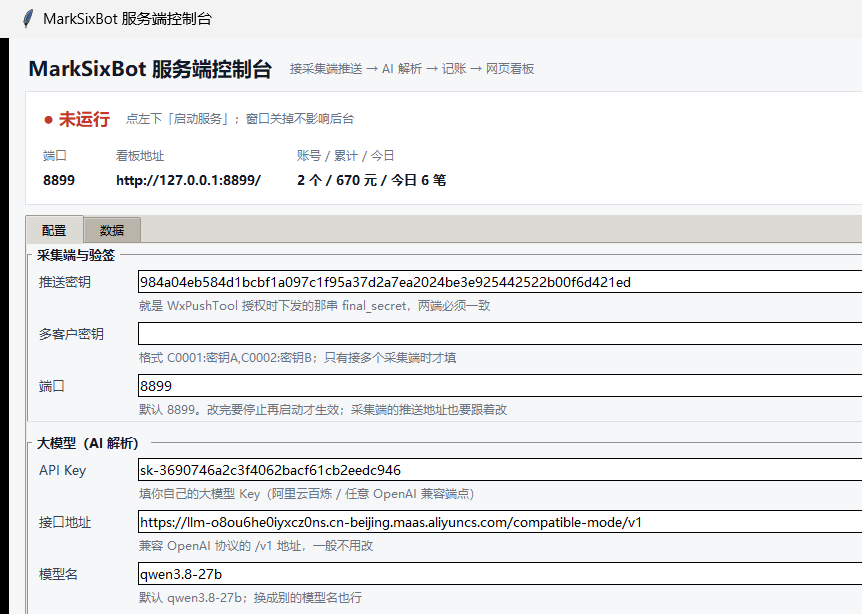 MarkSixBot 服务端控制台
MarkSixBot 服务端控制台 接采集端推送 → AI 解析 → 记账 → 网页看板
● 未运行 点左下「启动服务」；窗口关掉不影响后台
端口 看板地址 账号 / 累计 / 今日
8899 http://127.0.0.1:8899/ 2 个 / 670 元 / 今日 6 笔
配置 数据
采集端与验签
推送密钥 984a04eb584d1bcbf1a097c1f95a37d2a7ea2024be3e925442522b00f6d421ed
就是 WxPushTool 授权时下发的那串 final_secret，两端必须一致
多客户密钥
格式 C0001:密钥A,C0002:密钥B；只有接多个采集端时才填
端口 8899
默认 8899。改完要停止再启动才生效；采集端的推送地址也要跟着改
大模型（AI 解析）
API Key sk-3690746a2c3f4062bacf61cb2eedc946
填你自己的大模型 Key（阿里云百炼 / 任意 OpenAI 兼容端点）
接口地址 https://llm-o8ou6he0iyxcz0ns.cn-beijing.maas.aliyuncs.com/compatible-mode/v1
兼容 OpenAI 协议的 /v1 地址，一般不用改
模型名 qwen3.8-27b
默认 qwen3.8-27b；换成别的模型名也行